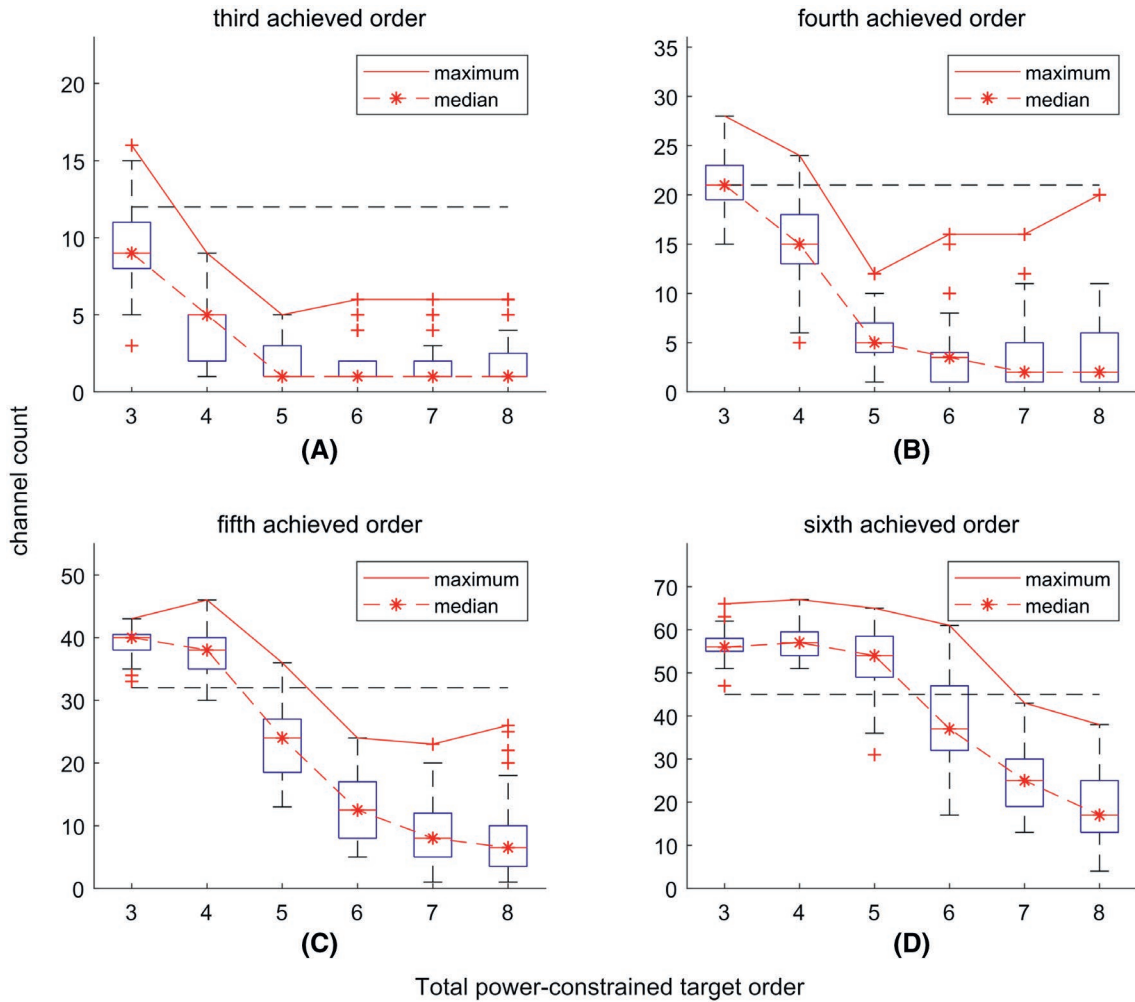 third achieved order
maximum
median
20
15
10
5
0
3 4 5 6 7 8
(A)
fourth achieved order
maximum
median
35
30
25
20
15
10
5
0
3 4 5 6 7 8
(B)
channel count
fifth achieved order
maximum
median
50
40
30
20
10
0
3 4 5 6 7 8
(C)
sixth achieved order
maximum
median
70
60
50
40
30
20
10
0
3 4 5 6 7 8
(D)
Total power-constrained target order